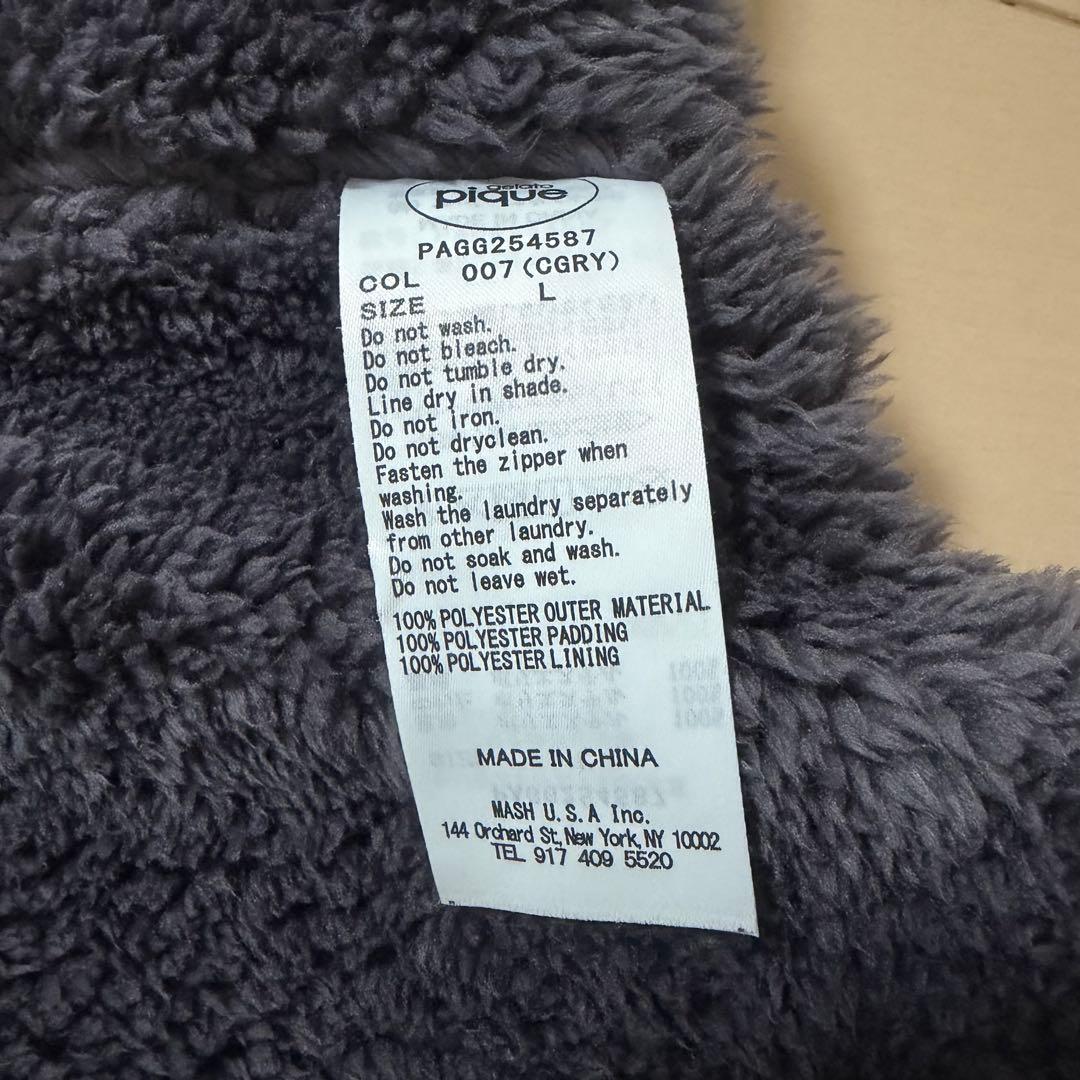 gelato
pique
PAGG254587
COL 007(CGRY)
SIZE L
Do not wash.
Do not bleach.
Do not tumble dry.
Line dry in shade.
Do not iron.
Do not dryclean.
Fasten the zipper when
washing.
Wash the laundry separately
from other laundry.
Do not soak and wash.
Do not leave wet.
100% POLYESTER OUTER MATERIAL
100% POLYESTER PADDING
100% POLYESTER LINING
MADE IN CHINA
MASH U.S.A Inc.
144 Orchard St, New York, NY 10002
TEL 917 409 5520